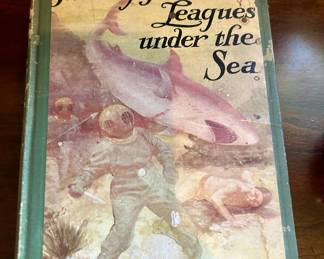 Leagues
under the
Sea